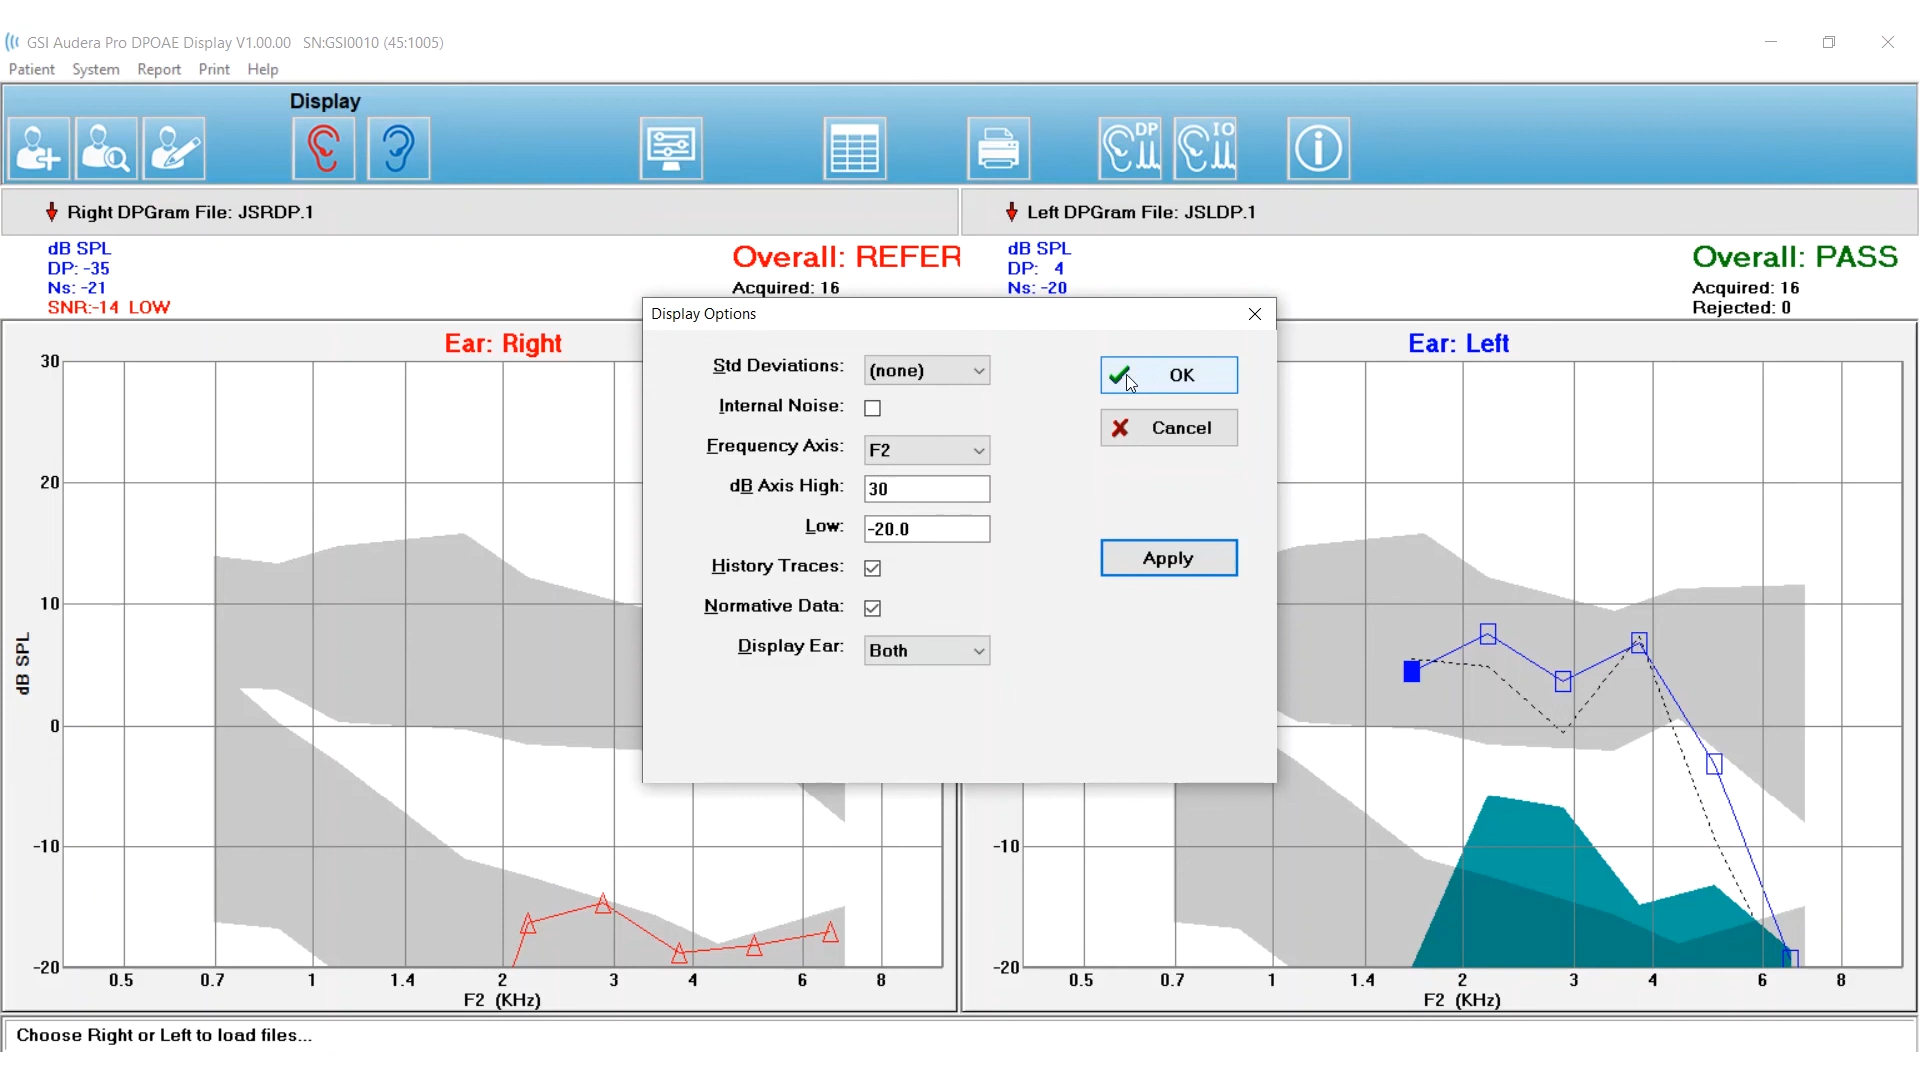 GSI Audera Pro DPOAE Display V1.00.00 SN:GSI0010 (45:1005)
Patient System Report Print Help
Display
DP IO
Right DPGram File: JSRDP.1
Left DPGram File: JSLDP.1
dB SPL
DP: -35
Ns: -21
SNR:-14 LOW
Overall: REFER
Acquired: 16
dB SPL
DP: 4
Ns: -20
Overall: PASS
Acquired: 16
Rejected: 0
Ear: Right
30
20
10
0
-10
-20
dB SPL
0.5 0.7 1 1.4 2 3 4 6 8
F2 (KHz)
Display Options
Std Deviations: (none)
Internal Noise:
Frequency Axis: F2
dB Axis High: 30
Low: -20.0
History Traces:
Normative Data:
Display Ear: Both
OK
Cancel
Apply
Ear: Left
-10
-20
0.5 0.7 1 1.4 2 3 4 6 8
F2 (KHz)
Choose Right or Left to load files...